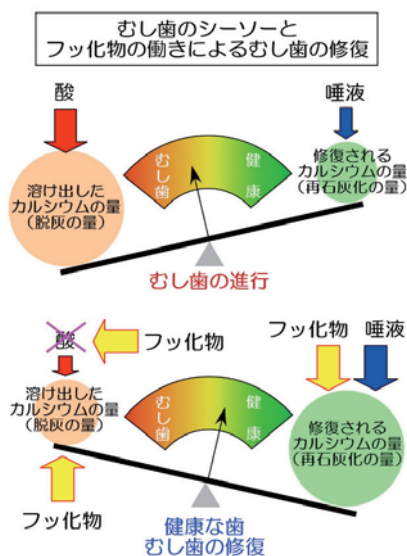 むし歯のシーソーと
フッ化物の働きによるむし歯の修復
酸
唾液
むし歯
健康
溶け出した
カルシウムの量
(脱灰の量)
修復される
カルシウムの量
(再石灰化の量)
むし歯の進行
酸
フッ化物
フッ化物
唾液
溶け出した
カルシウムの量
(脱灰の量)
むし歯
健康
修復される
カルシウムの量
(再石灰化の量)
フッ化物
健康な歯
むし歯の修復